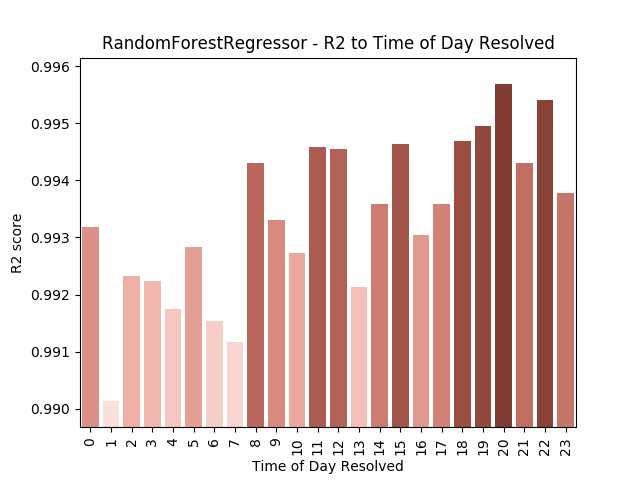 RandomForestRegressor - R2 to Time of Day Resolved
0.996
0.995
0.994
0.993
0.992
0.991
0.990
R2 score
0 1 2 3 4 5 6 7 8 9 10 11 12 13 14 15 16 17 18 19 20 21 22 23
Time of Day Resolved